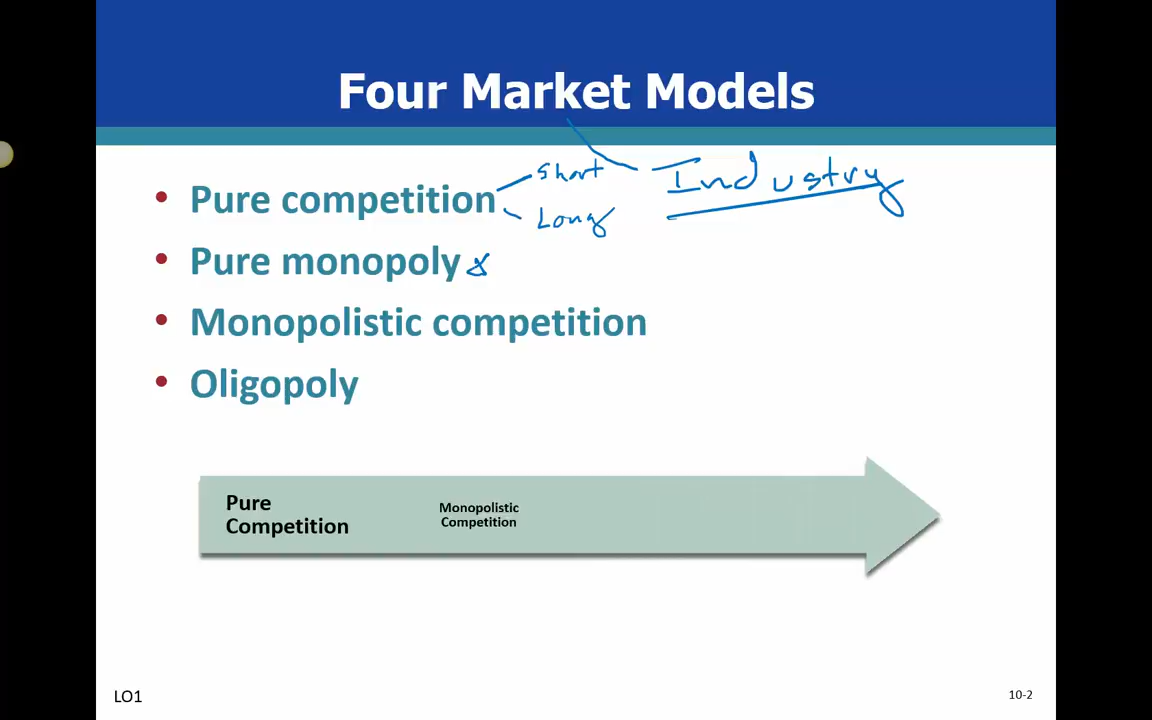 Four Market Models
• Pure competition
Short
Long
Industry
• Pure monopoly
• Monopolistic competition
• Oligopoly
Pure
Competition
Monopolistic
Competition
LO1
10-2